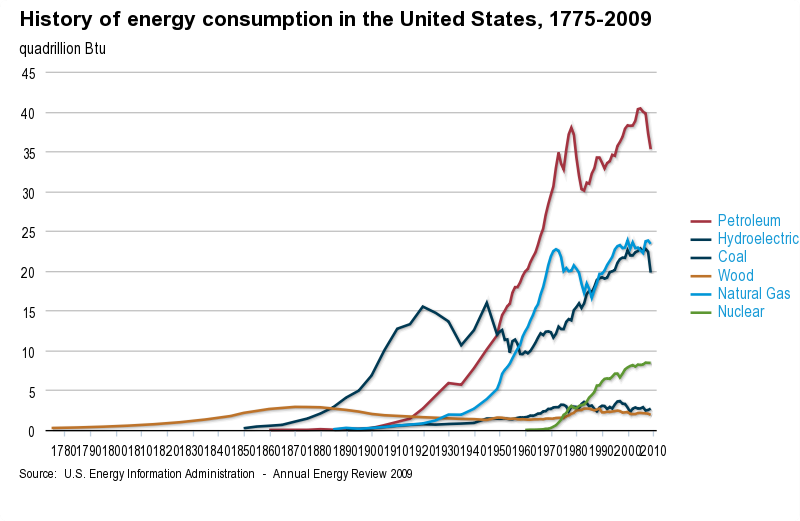 History of energy consumption in the United States, 1775-2009
quadrillion Btu
45
40
35
30
25
20
15
10
5
0
Petroleum
Hydroelectric
Coal
Wood
Natural Gas
Nuclear
1780 1790 1800 1810 1820 1830 1840 1850 1860 1870 1880 1890 1900 1910 1920 1930 1940 1950 1960 1970 1980 1990 2000 2010
Source: U.S. Energy Information Administration - Annual Energy Review 2009